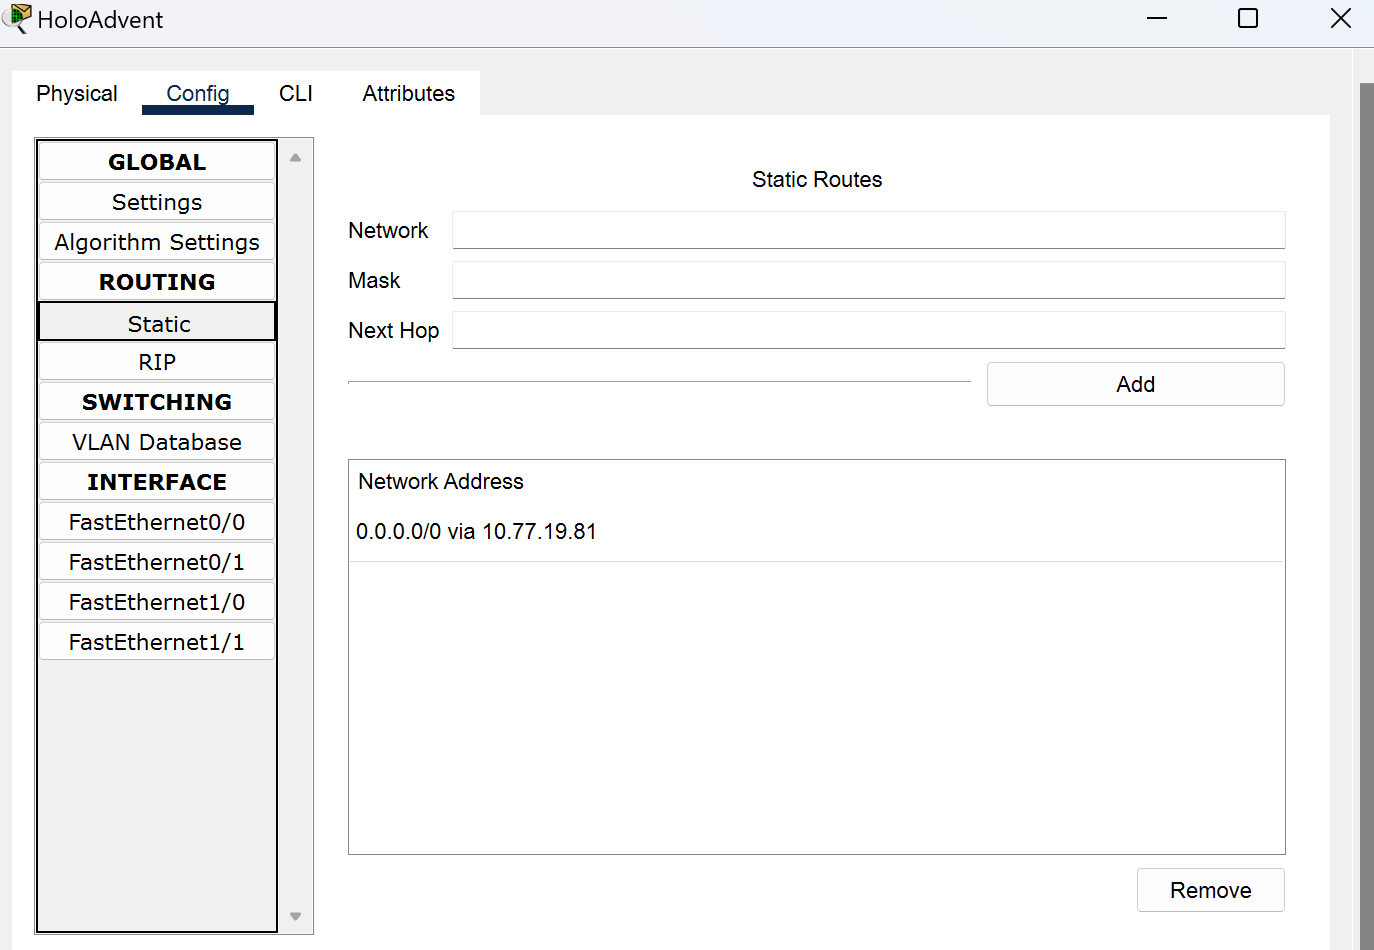 HoloAdvent
Physical Config CLI Attributes
GLOBAL
Settings
Algorithm Settings
ROUTING
Static
RIP
SWITCHING
VLAN Database
INTERFACE
FastEthernet0/0
FastEthernet0/1
FastEthernet1/0
FastEthernet1/1
Static Routes
Network
Mask
Next Hop
Add
Network Address
0.0.0.0/0 via 10.77.19.81
Remove